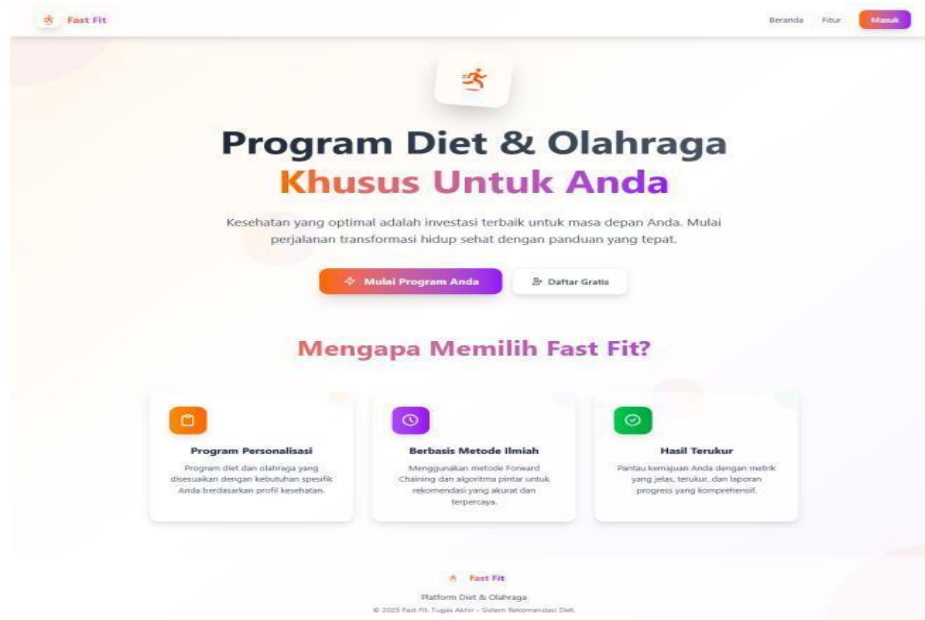 Fast Fit
Beranda Fitur Masuk
Program Diet & Olahraga
Khusus Untuk Anda
Kesehatan yang optimal adalah investasi terbaik untuk masa depan Anda. Mulai
perjalanan transformasi hidup sehat dengan panduan yang tepat.
Mulai Program Anda
Daftar Gratis
Mengapa Memilih Fast Fit?
Program Personalisasi
Program diet dan olahraga yang
disesuaikan dengan kebutuhan spesifik
Anda berdasarkan profil kesehatan.
Berbasis Metode Ilmiah
Menggunakan metode Forward
Chaining dan algoritma pintar untuk
rekomendasi yang akurat dan
terpercaya.
Hasil Terukur
Pantau kemajuan Anda dengan metrik
yang jelas, terukur, dan laporan
progress yang komprehensif.
Fast Fit
Platform Diet & Olahraga
© 2025 Fast Fit. Tugas Akhir - Sistem Rekomendasi Diet.